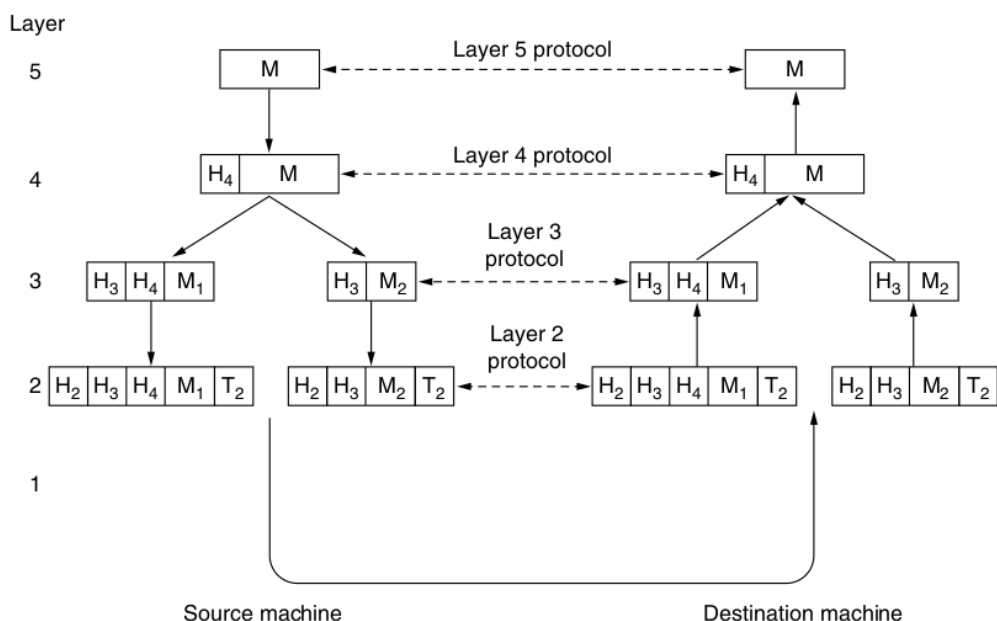 Layer
5 M Layer 5 protocol M
4 H4 M Layer 4 protocol H4 M
Layer 3
protocol
3 H3 H4 M1 H3 M2 H3 H4 M1 H3 M2
Layer 2
protocol
2 H2 H3 H4 M1 T2 H2 H3 M2 T2 H2 H3 H4 M1 T2 H2 H3 M2 T2
1
Source machine Destination machine